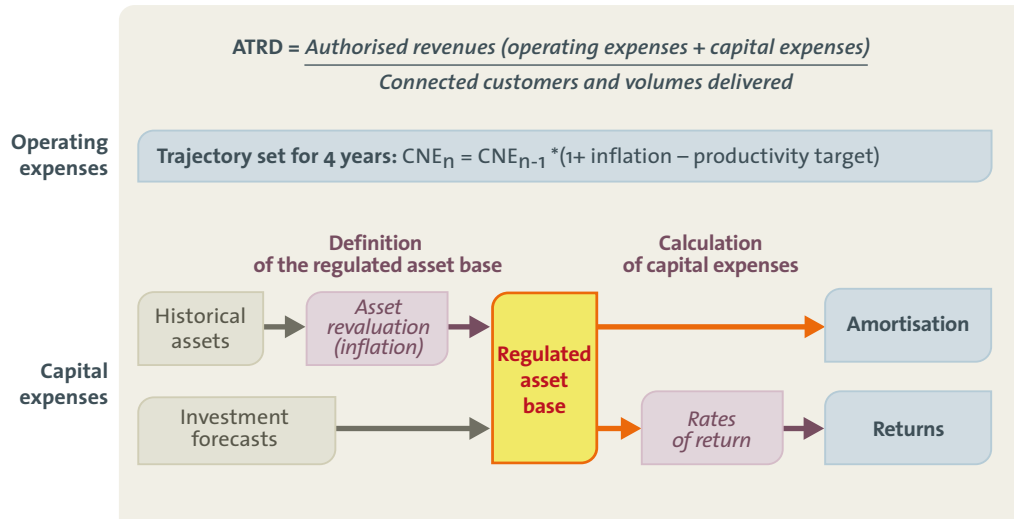 ATRD = Authorised revenues (operating expenses + capital expenses)
Connected customers and volumes delivered
Operating
expenses
Trajectory set for 4 years: CNEn = CNEn-1 *(1+ inflation – productivity target)
Definition
of the regulated asset base
Calculation
of capital expenses
Capital
expenses
Historical
assets
Asset
revaluation
(inflation)
Regulated
asset
base
Amortisation
Investment
forecasts
Rates
of return
Returns